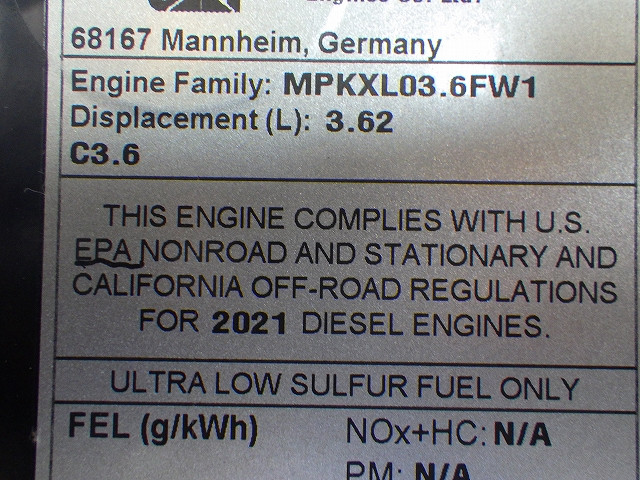 68167 Mannheim, Germany
Engine Family: MPKXL03.6FW1
Displacement (L): 3.62
C3.6
THIS ENGINE COMPLIES WITH U.S.
EPA NONROAD AND STATIONARY AND
CALIFORNIA OFF-ROAD REGULATIONS
FOR 2021 DIESEL ENGINES.
ULTRA LOW SULFUR FUEL ONLY
FEL (g/kWh) NOx+HC: N/A
PM: N/A